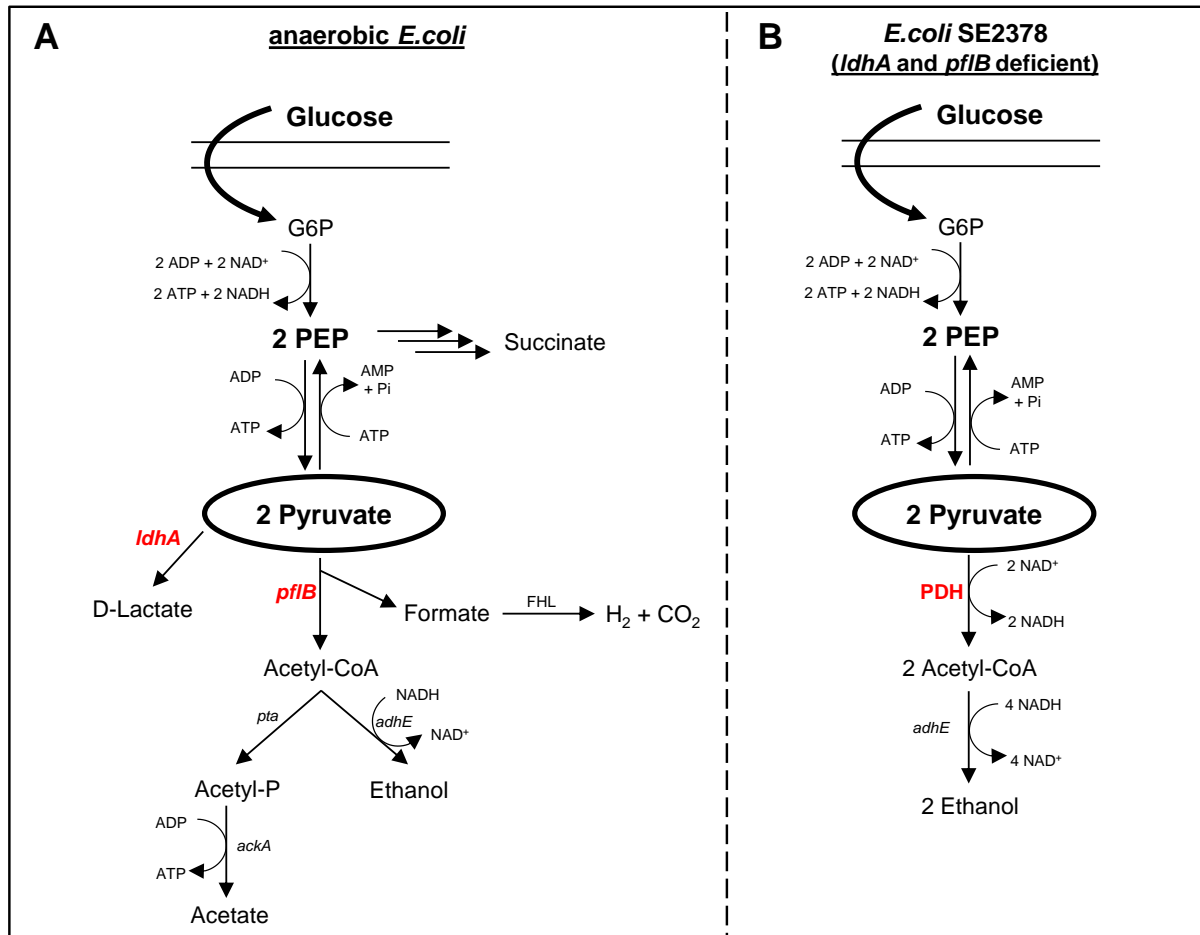 A
anaerobic E.coli
Glucose
G6P
2 ADP + 2 NAD⁺
2 ATP + 2 NADH
2 PEP
Succinate
ADP
ATP
AMP
+ Pi
ATP
2 Pyruvate
ldhA
D-Lactate
pflB
Formate
FHL
H₂ + CO₂
Acetyl-CoA
pta
NADH
adhE
NAD⁺
Acetyl-P
Ethanol
ADP
ATP
ackA
Acetate
B
E.coli SE2378
(ldhA and pflB deficient)
Glucose
G6P
2 ADP + 2 NAD⁺
2 ATP + 2 NADH
2 PEP
ADP
ATP
AMP
+ Pi
ATP
2 Pyruvate
PDH
2 NAD⁺
2 NADH
2 Acetyl-CoA
adhE
4 NADH
4 NAD⁺
2 Ethanol